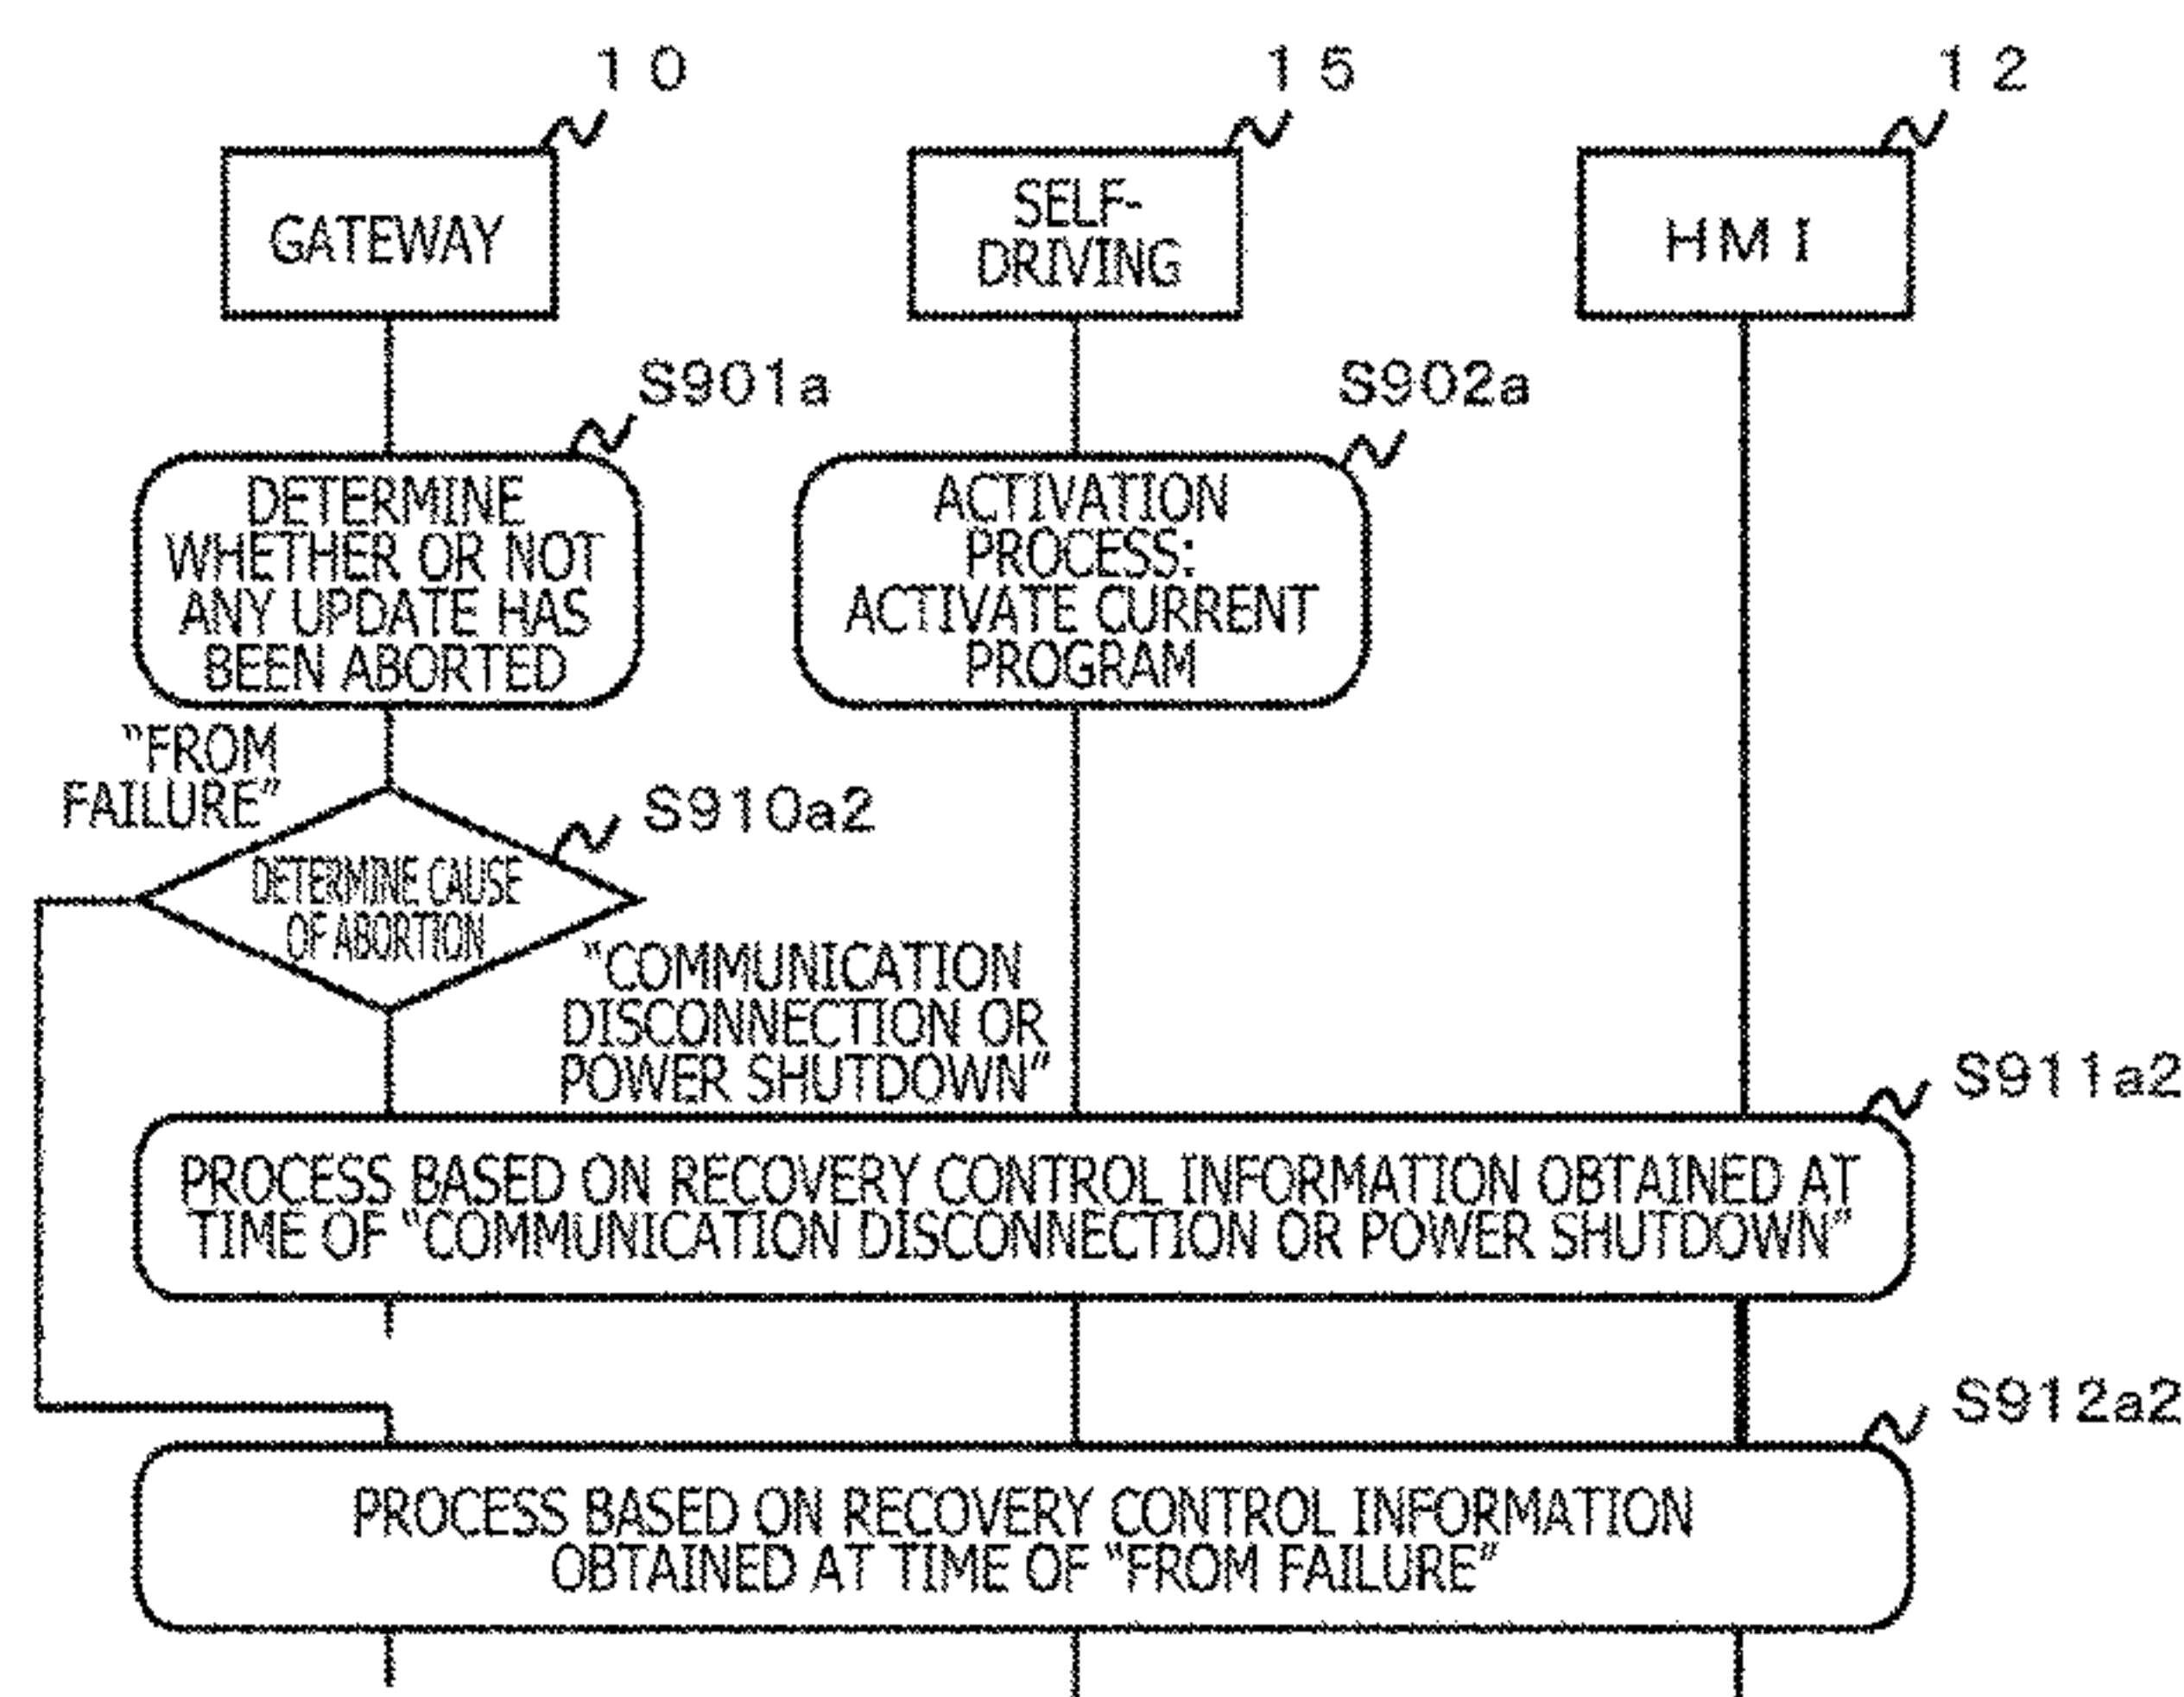 10
15
12
GATEWAY
SELF-
DRIVING
HMI
S901a
S902a
DETERMINE
WHETHER OR NOT
ANY UPDATE HAS
BEEN ABORTED
ACTIVATION
PROCESS:
ACTIVATE CURRENT
PROGRAM
“FROM
FAILURE”
S910a2
DETERMINE CAUSE
OF ABORTION
“COMMUNICATION
DISCONNECTION OR
POWER SHUTDOWN”
S911a2
PROCESS BASED ON RECOVERY CONTROL INFORMATION OBTAINED AT
TIME OF “COMMUNICATION DISCONNECTION OR POWER SHUTDOWN”
S912a2
PROCESS BASED ON RECOVERY CONTROL INFORMATION
OBTAINED AT TIME OF “FROM FAILURE”